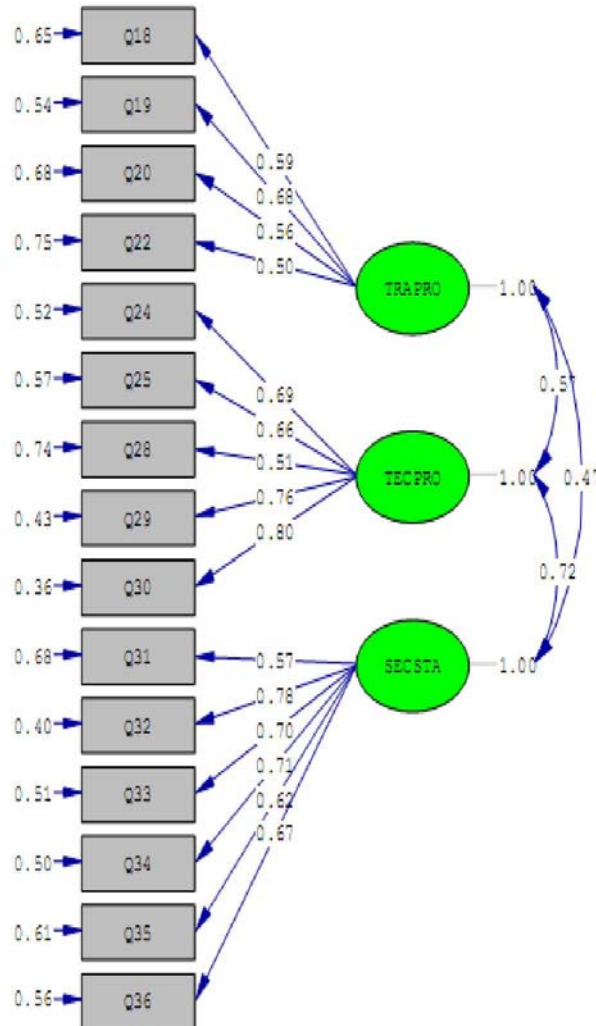 0.65 Q18
0.54 Q19
0.68 Q20
0.75 Q22
0.52 Q24
0.57 Q25
0.74 Q28
0.43 Q29
0.36 Q30
0.68 Q31
0.40 Q32
0.51 Q33
0.50 Q34
0.61 Q35
0.56 Q36
0.59
0.68
0.56
0.50
0.69
0.66
0.51
0.76
0.80
0.57
0.78
0.70
0.71
0.62
0.67
TRAPRO 1.00
TECPRO 1.00
SECSTA 1.00
0.57
0.47
0.72